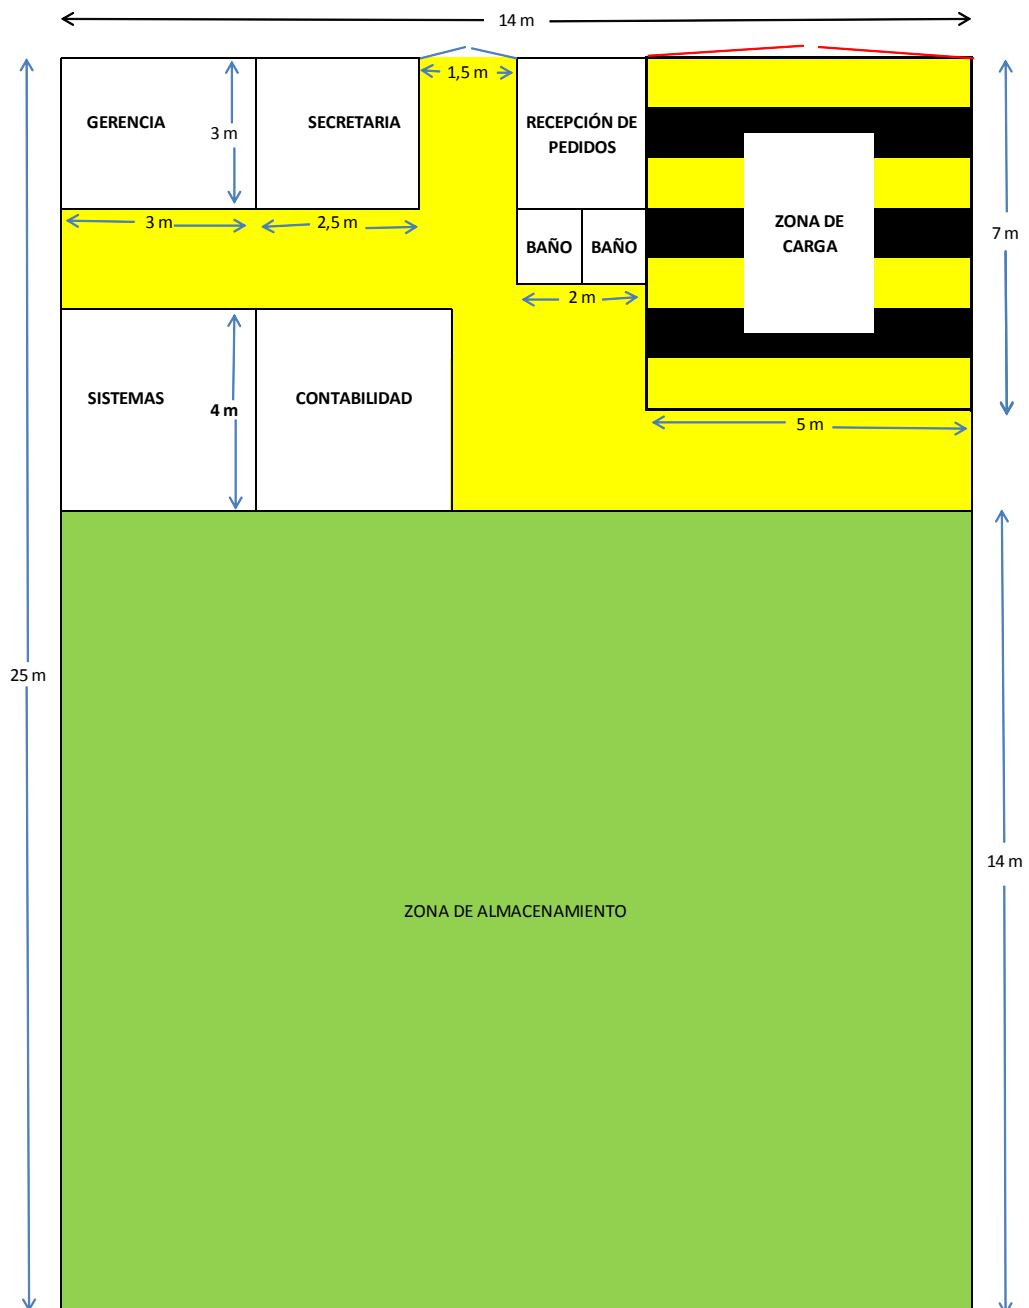 14 m
1,5 m
GERENCIA
3 m
SECRETARIA
RECEPCIÓN DE
PEDIDOS
ZONA DE
CARGA
7 m
3 m
2,5 m
BAÑO
BAÑO
2 m
SISTEMAS
4 m
CONTABILIDAD
5 m
25 m
14 m
ZONA DE ALMACENAMIENTO